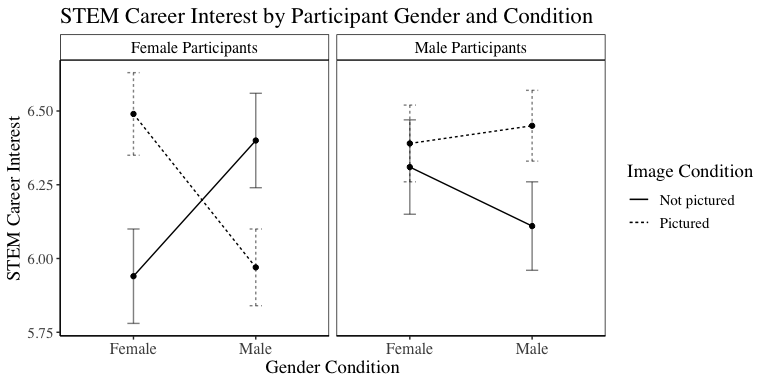 STEM Career Interest by Participant Gender and Condition
Female Participants
Male Participants
STEM Career Interest
6.50
6.25
6.00
5.75
Female
Male
Female
Male
Gender Condition
Image Condition
Not pictured
Pictured